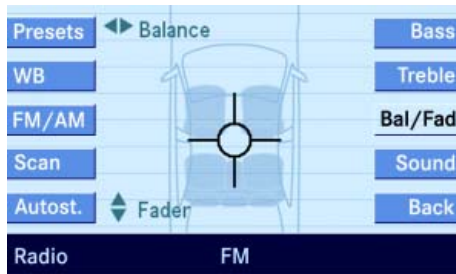 Presets Balance Bass
WB Treble
FM/AM Bal/Fad
Scan Sound
Autost. Fader Back
Radio FM